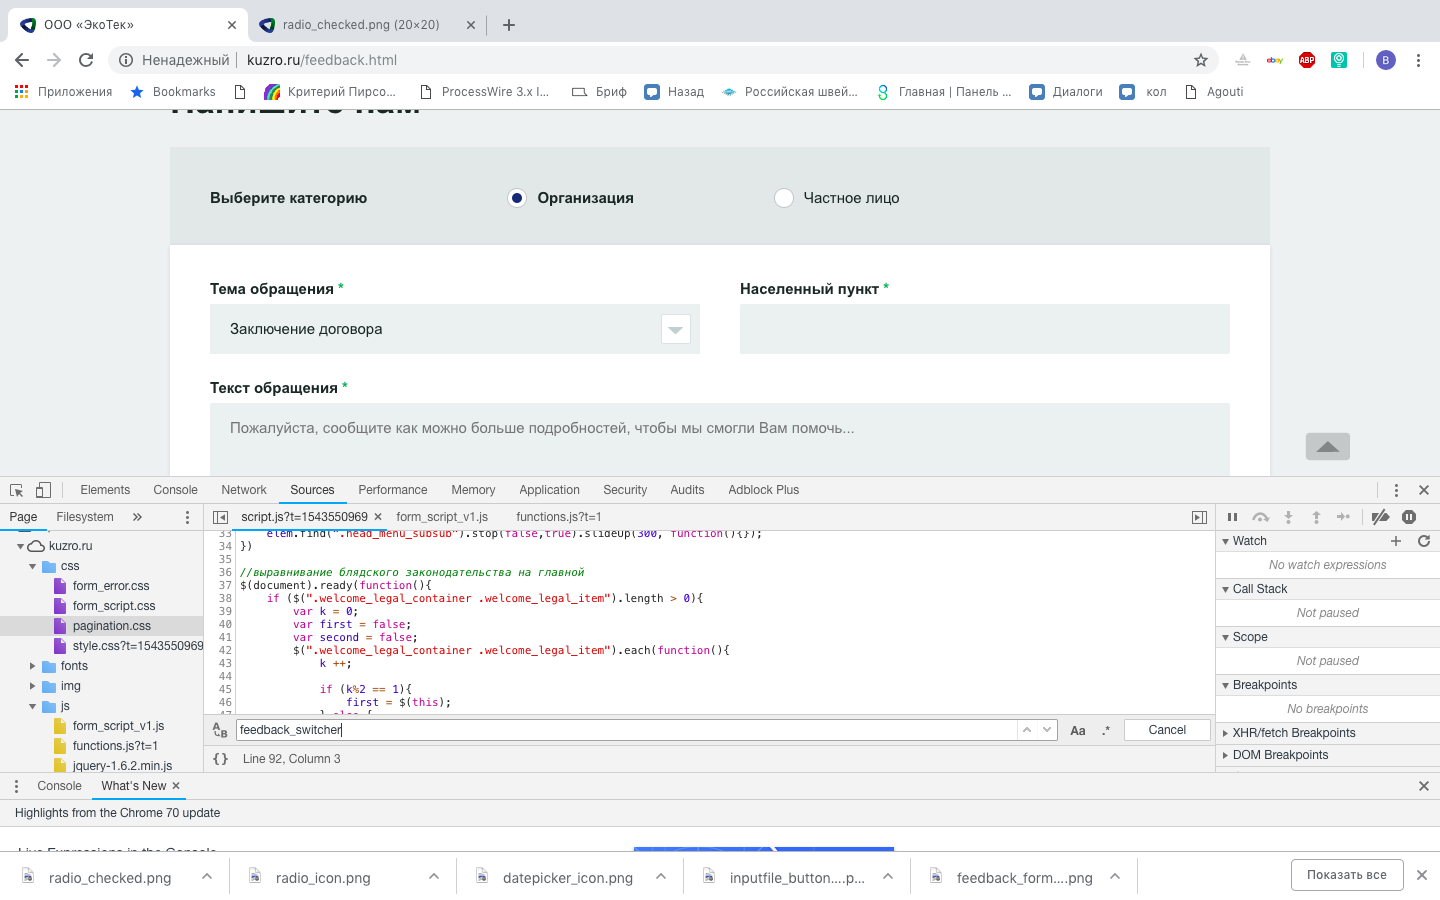 ООО «ЭкоТек»
radio_checked.png (20×20)
Ненадежный
kuzro.ru/feedback.html
B
Приложения
Bookmarks
Критерий Пирсо...
ProcessWire 3.x I...
Бриф
Назад
Российская швей...
Главная | Панель ...
Диалоги
кол
Agouti
Напишите нам
Выберите категорию
Организация
Частное лицо
Тема обращения *
Населенный пункт *
Заключение договора
Текст обращения *
Пожалуйста, сообщите как можно больше подробностей, чтобы мы смогли Вам помочь...
Elements Console Network Sources Performance Memory Application Security Audits Adblock Plus
Page Filesystem »
script.js?t=1543550969 × form_script_v1.js functions.js?t=1
kuzro.ru
css
form_error.css
form_script.css
pagination.css
style.css?t=1543550969
fonts
img
js
form_script_v1.js
functions.js?t=1
jquery-1.6.2.min.js
33 elem.find(".head_menu_subsub").stop(false,true).slideUp(300, function(){});
34 })
35
36 //выравнивание блядского законодательства на главной
37 $(document).ready(function(){
38 if ($(".welcome_legal_container .welcome_legal_item").length > 0){
39 var k = 0;
40 var first = false;
41 var second = false;
42 $(".welcome_legal_container .welcome_legal_item").each(function(){
43 k ++;
44
45 if (k%2 == 1){
46 first = $(this);
47 } else {
feedback_switcher
Aa .* Cancel
{} Line 92, Column 3
Watch
No watch expressions
Call Stack
Not paused
Scope
Not paused
Breakpoints
No breakpoints
XHR/fetch Breakpoints
DOM Breakpoints
Console What's New ×
Highlights from the Chrome 70 update
Live Expressions in the Console
radio_checked.png
radio_icon.png
datepicker_icon.png
inputfile_button....p...
feedback_form....png
Показать все